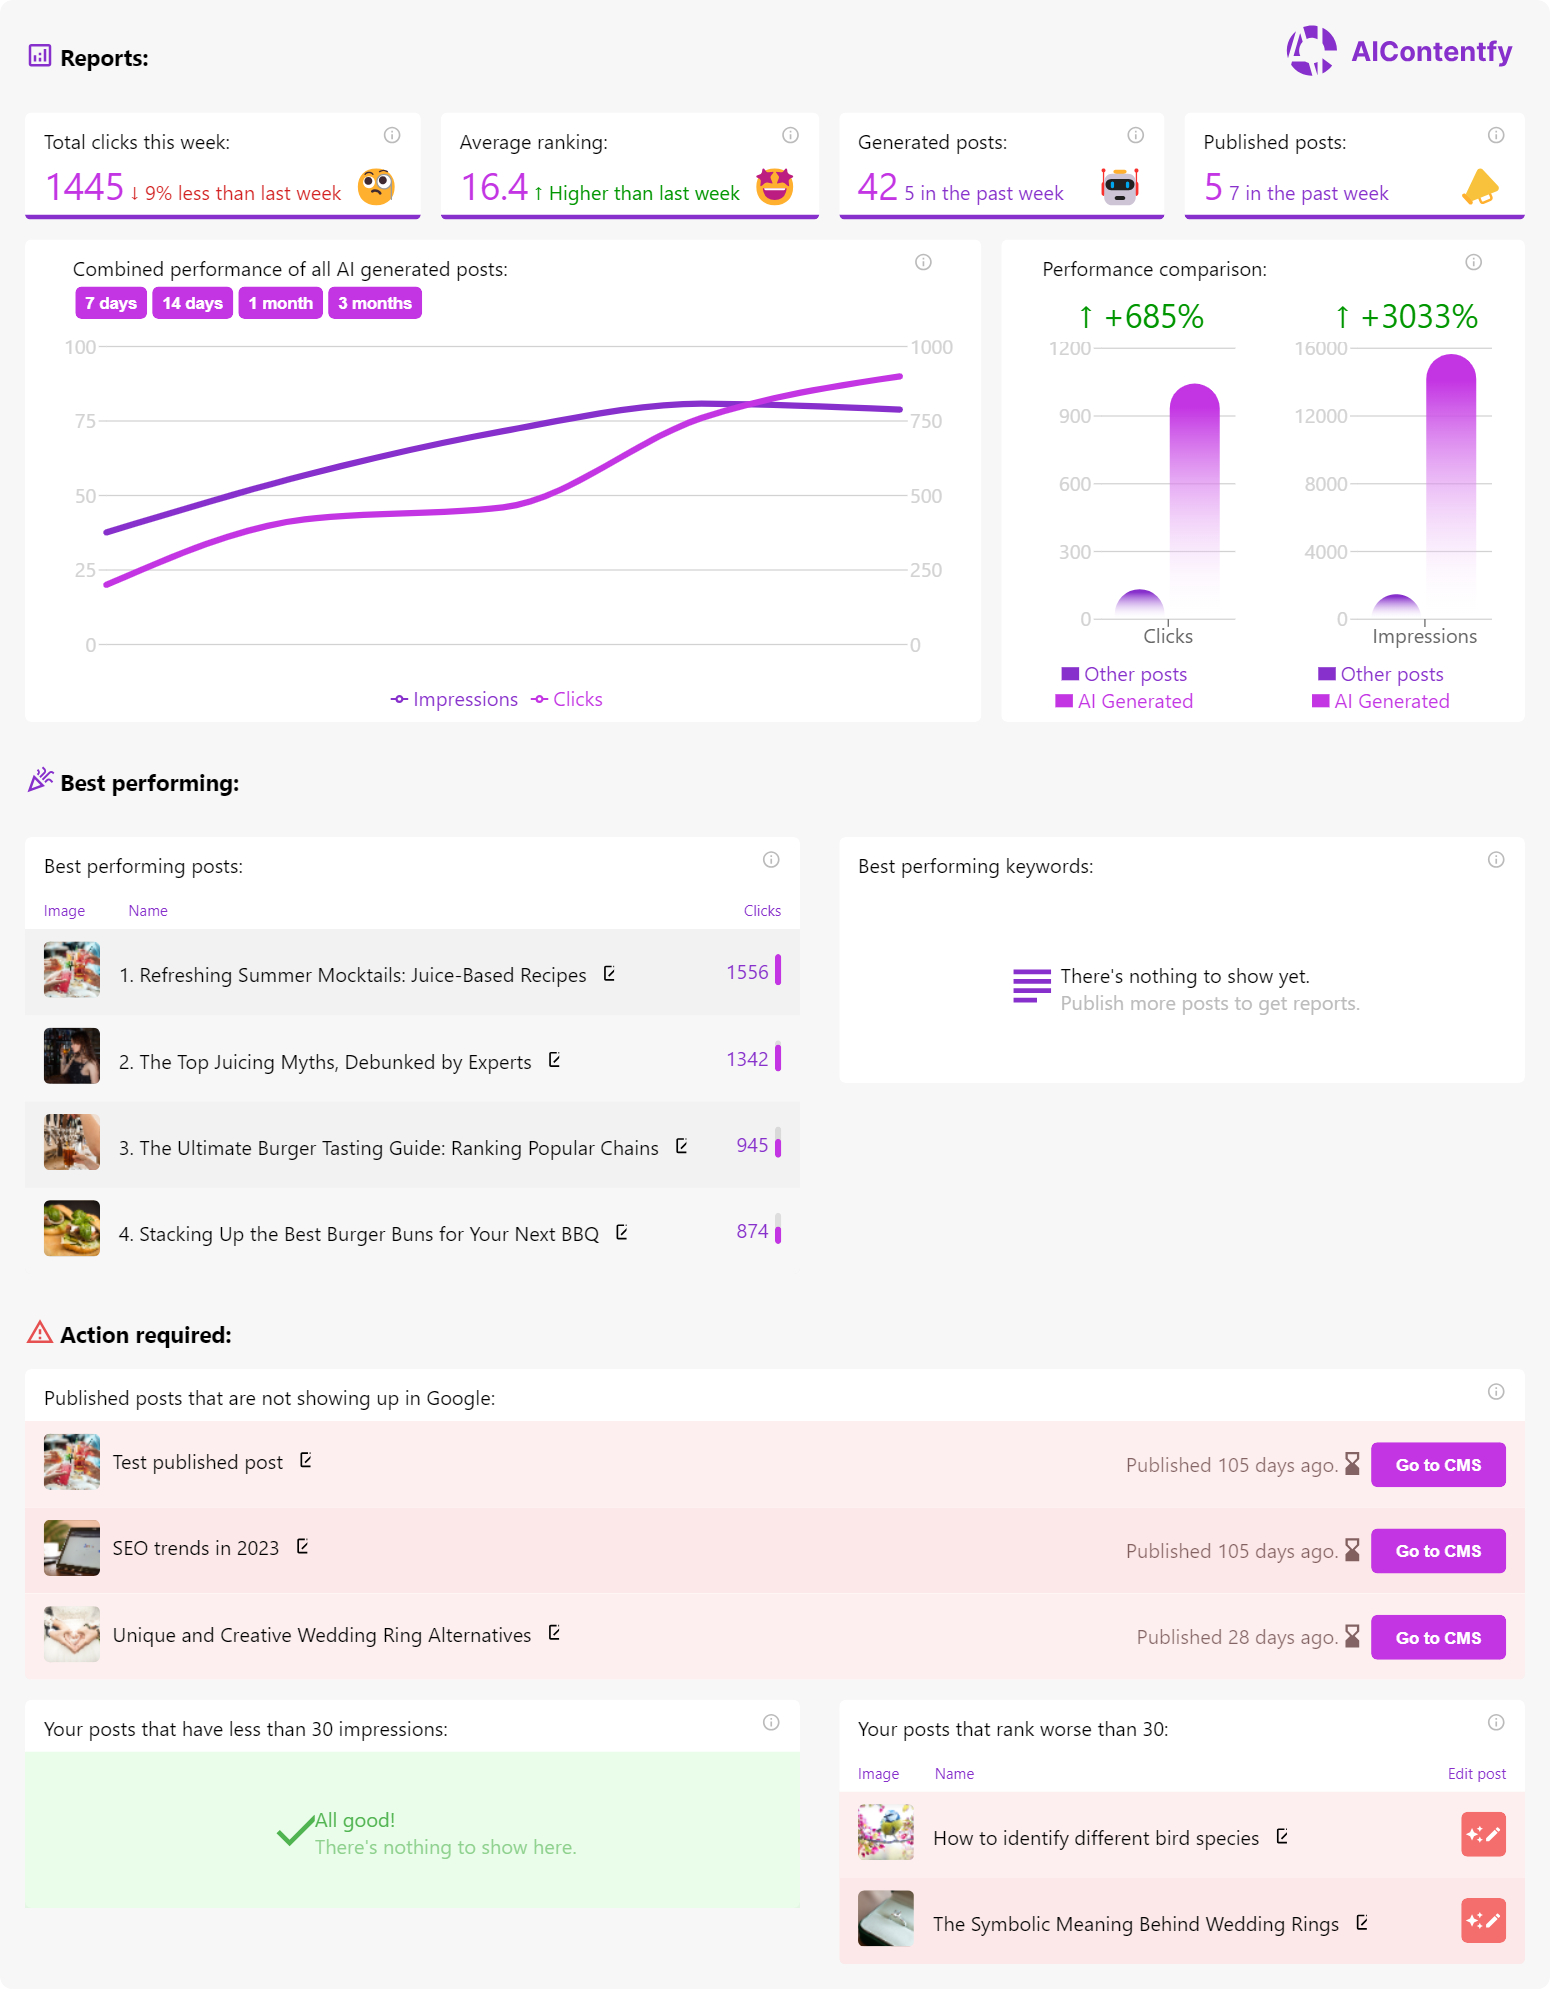 Reports:
AIContentfy
Total clicks this week:
1445 ↓ 9% less than last week
Average ranking:
16.4 ↑ Higher than last week
Generated posts:
42 5 in the past week
Published posts:
5 7 in the past week
Combined performance of all AI generated posts:
7 days 14 days 1 month 3 months
100 1000
75 750
50 500
25 250
0 0
Impressions Clicks
Performance comparison:
↑ +685% ↑ +3033%
1200 16000
900 12000
600 8000
300 4000
0 0
Clicks Impressions
Other posts Other posts
AI Generated AI Generated
Best performing:
Best performing posts:
Image Name Clicks
1. Refreshing Summer Mocktails: Juice-Based Recipes 1556
2. The Top Juicing Myths, Debunked by Experts 1342
3. The Ultimate Burger Tasting Guide: Ranking Popular Chains 945
4. Stacking Up the Best Burger Buns for Your Next BBQ 874
Best performing keywords:
There's nothing to show yet.
Publish more posts to get reports.
Action required:
Published posts that are not showing up in Google:
Test published post Published 105 days ago. Go to CMS
SEO trends in 2023 Published 105 days ago. Go to CMS
Unique and Creative Wedding Ring Alternatives Published 28 days ago. Go to CMS
Your posts that have less than 30 impressions:
All good!
There's nothing to show here.
Your posts that rank worse than 30:
Image Name Edit post
How to identify different bird species
The Symbolic Meaning Behind Wedding Rings